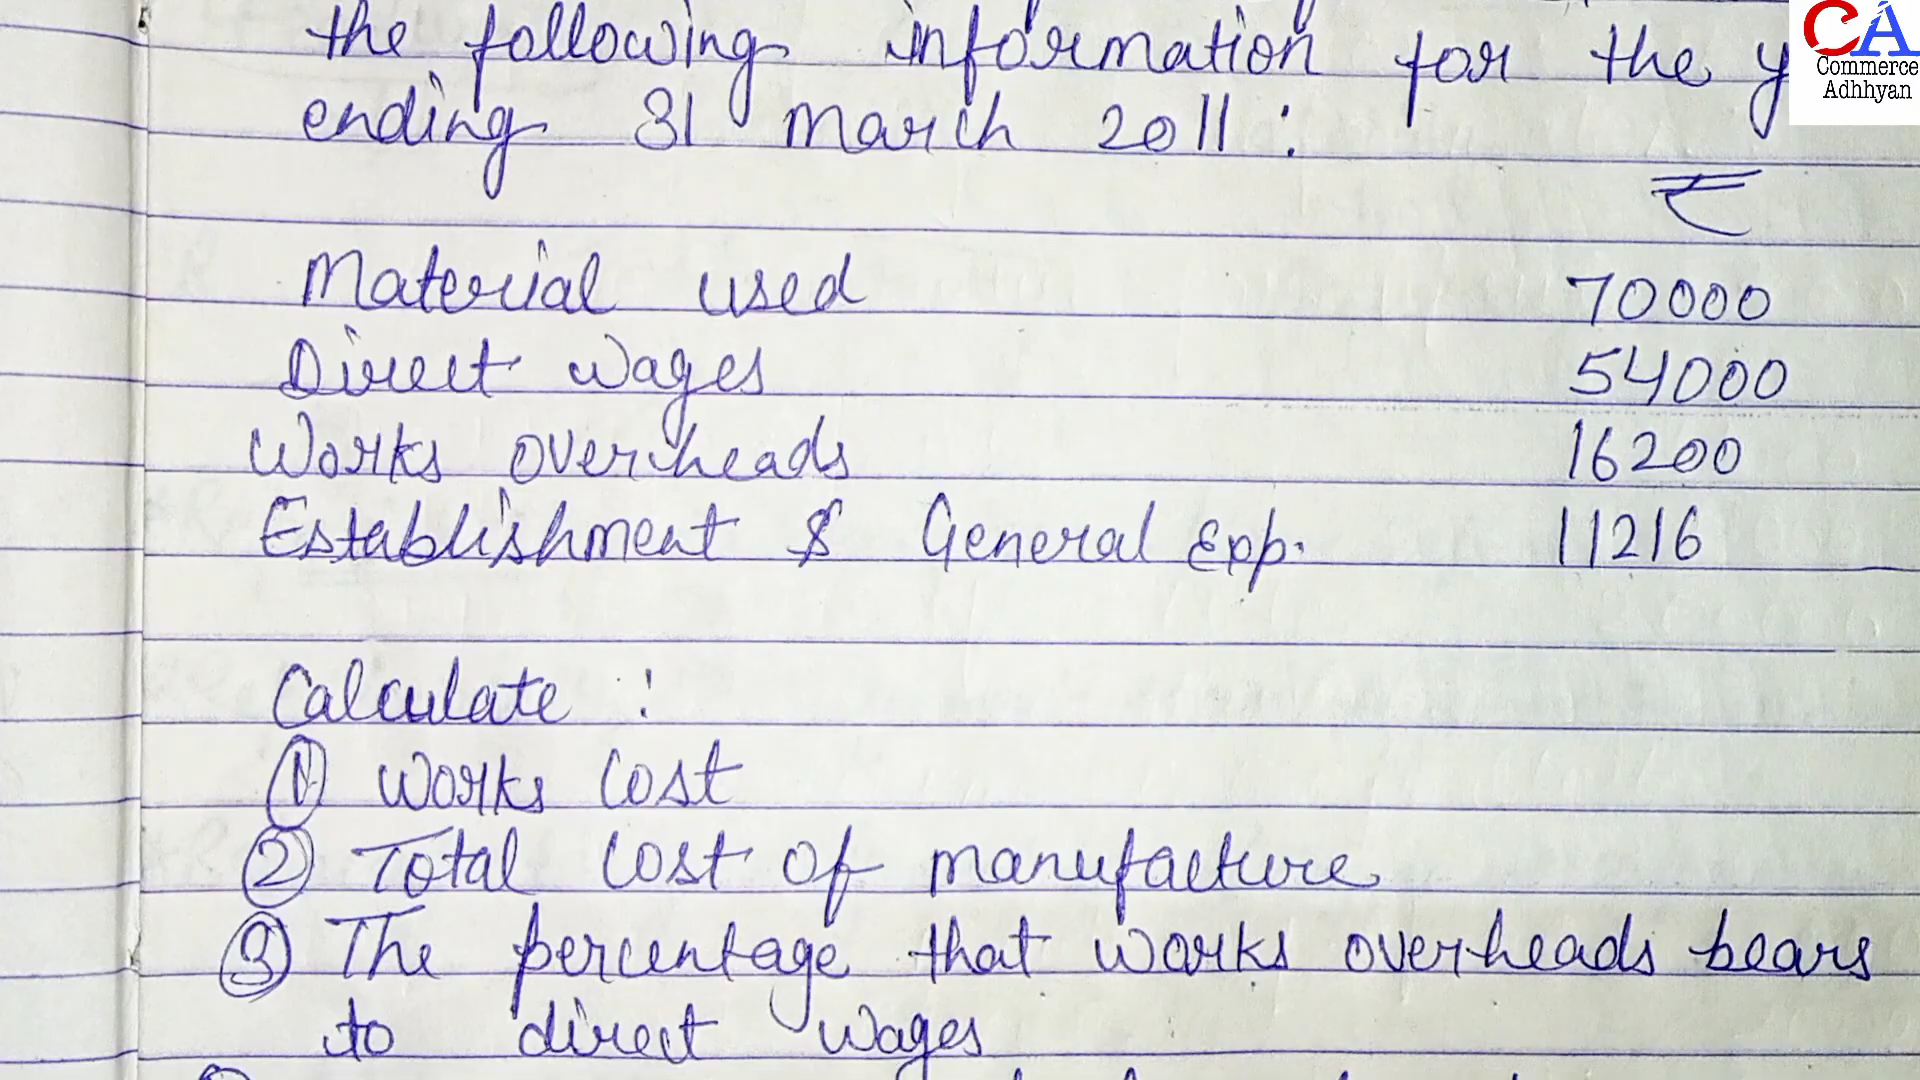 the following information for the y
ending 31 March 2011 :
₹
Material used 70000
Direct wages 54000
Works overheads 16200
Establishment & General Exp. 11216
Calculate :
① Works Cost
② Total Cost of manufacture
③ The percentage that works overheads bears
to direct wages
CA
Commerce
Adhhyan